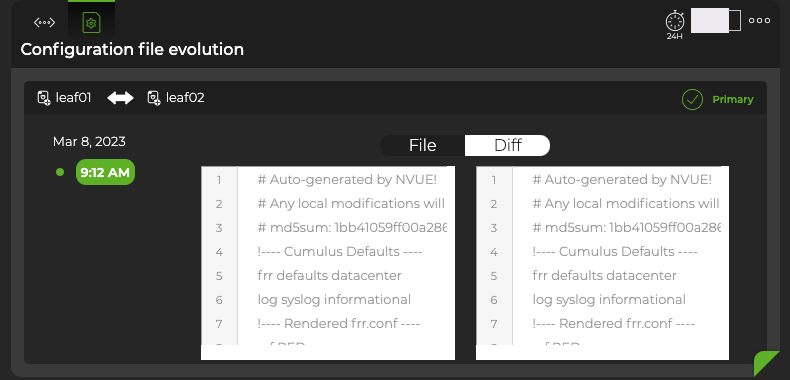 24H
Configuration file evolution
leaf01
leaf02
Primary
Mar 8, 2023
File
Diff
9:12 AM
1 # Auto-generated by NVUE!
2 # Any local modifications will
3 # md5sum: 1bb41059ff00a286
4 !---- Cumulus Defaults ----
5 frr defaults datacenter
6 log syslog informational
7 !---- Rendered frr.conf ----
1 # Auto-generated by NVUE!
2 # Any local modifications will
3 # md5sum: 1bb41059ff00a286
4 !---- Cumulus Defaults ----
5 frr defaults datacenter
6 log syslog informational
7 !---- Rendered frr.conf ----